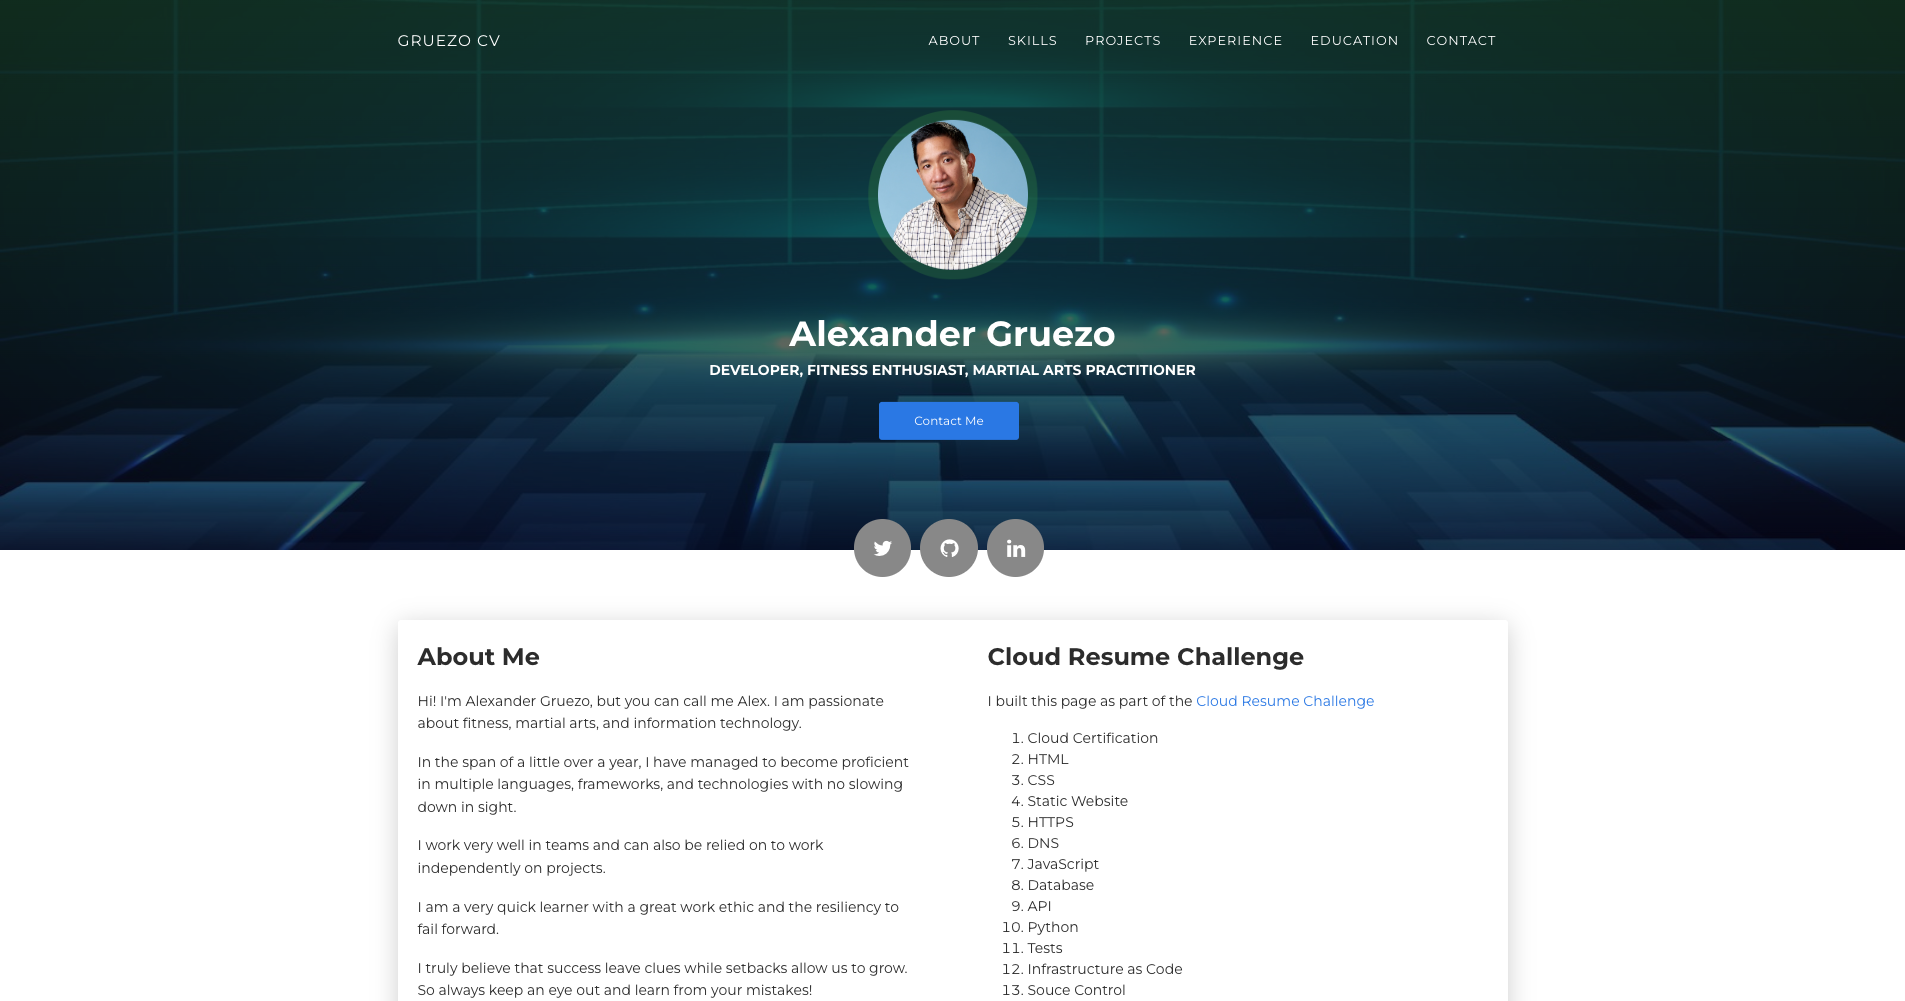 GRUEZO CV
ABOUT SKILLS PROJECTS EXPERIENCE EDUCATION CONTACT
Alexander Gruezo
DEVELOPER, FITNESS ENTHUSIAST, MARTIAL ARTS PRACTITIONER
Contact Me
About Me
Hi! I'm Alexander Gruezo, but you can call me Alex. I am passionate
about fitness, martial arts, and information technology.
In the span of a little over a year, I have managed to become proficient
in multiple languages, frameworks, and technologies with no slowing
down in sight.
I work very well in teams and can also be relied on to work
independently on projects.
I am a very quick learner with a great work ethic and the resiliency to
fail forward.
I truly believe that success leave clues while setbacks allow us to grow.
So always keep an eye out and learn from your mistakes!
Cloud Resume Challenge
I built this page as part of the Cloud Resume Challenge
1. Cloud Certification
2. HTML
3. CSS
4. Static Website
5. HTTPS
6. DNS
7. JavaScript
8. Database
9. API
10. Python
11. Tests
12. Infrastructure as Code
13. Souce Control